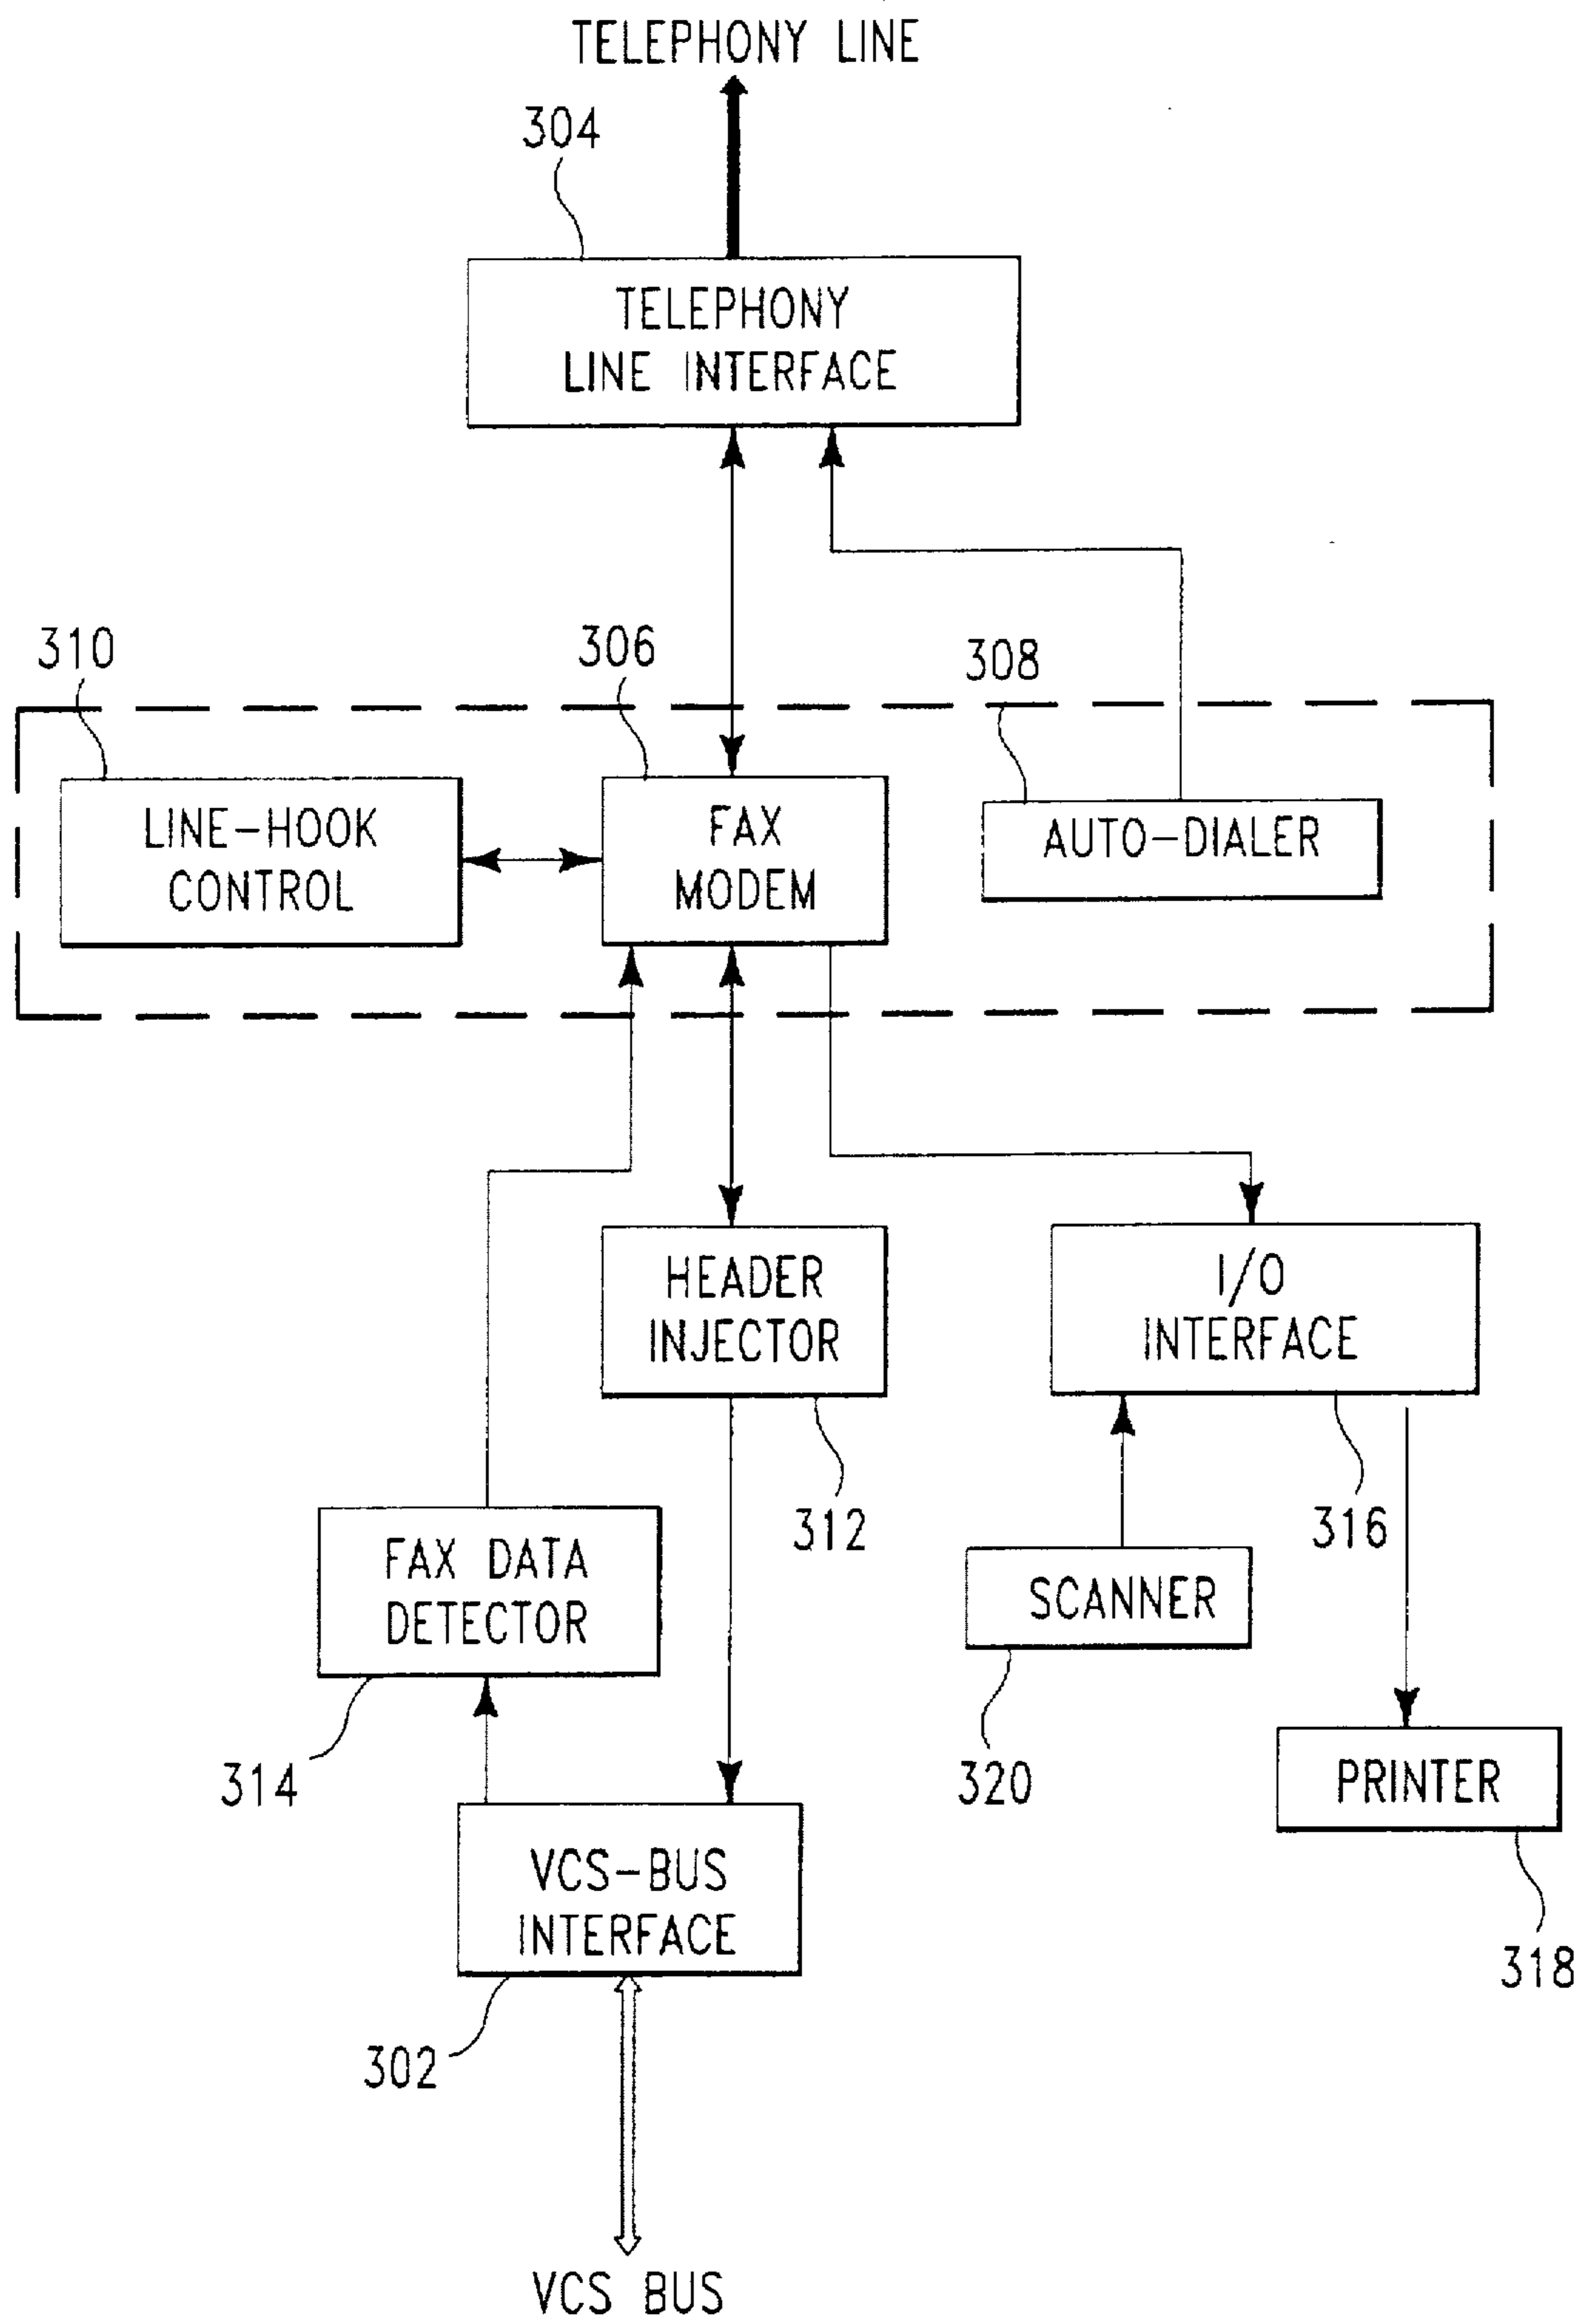 TELEPHONY LINE
304
TELEPHONY
LINE INTERFACE
310
306
308
LINE-HOOK
CONTROL
FAX
MODEM
AUTO-DIALER
HEADER
INJECTOR
I/O
INTERFACE
312
316
FAX DATA
DETECTOR
SCANNER
314
320
PRINTER
VCS-BUS
INTERFACE
318
302
VCS BUS